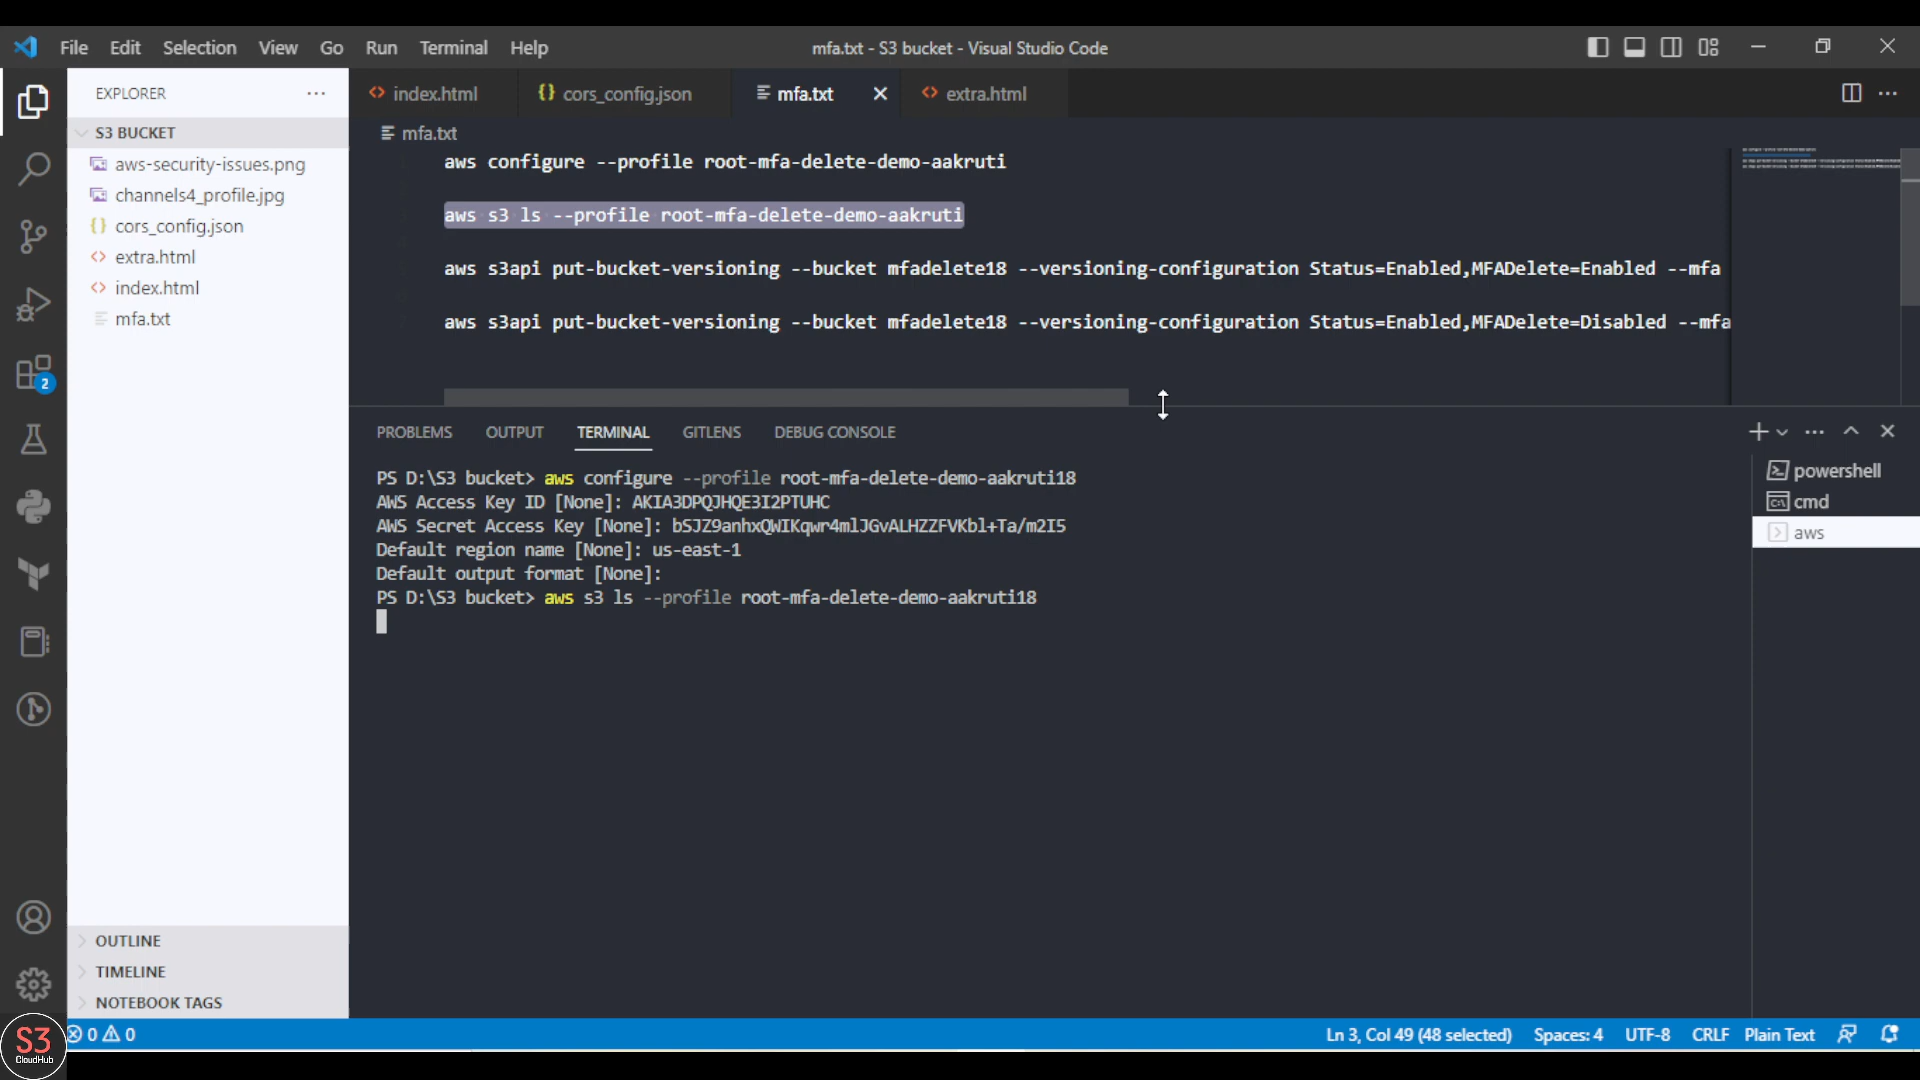 File Edit Selection View Go Run Terminal Help
mfa.txt - S3 bucket - Visual Studio Code
EXPLORER
index.html
cors_config.json
mfa.txt
extra.html
S3 BUCKET
aws-security-issues.png
channels4_profile.jpg
cors_config.json
extra.html
index.html
mfa.txt
mfa.txt
aws configure --profile root-mfa-delete-demo-aakruti
aws s3 ls --profile root-mfa-delete-demo-aakruti
aws s3api put-bucket-versioning --bucket mfadelete18 --versioning-configuration Status=Enabled,MFADelete=Enabled --mfa
aws s3api put-bucket-versioning --bucket mfadelete18 --versioning-configuration Status=Enabled,MFADelete=Disabled --mfa
2
PROBLEMS OUTPUT TERMINAL GITLENS DEBUG CONSOLE
PS D:\S3 bucket> aws configure --profile root-mfa-delete-demo-aakruti18
AWS Access Key ID [None]: AKIA3DPQJHQE3I2PTUHC
AWS Secret Access Key [None]: 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
Default region name [None]: us-east-1
Default output format [None]:
PS D:\S3 bucket> aws s3 ls --profile root-mfa-delete-demo-aakruti18
powershell
cmd
aws
OUTLINE
TIMELINE
NOTEBOOK TAGS
S3
CloudHub
0 0
Ln 3, Col 49 (48 selected) Spaces: 4 UTF-8 CRLF Plain Text